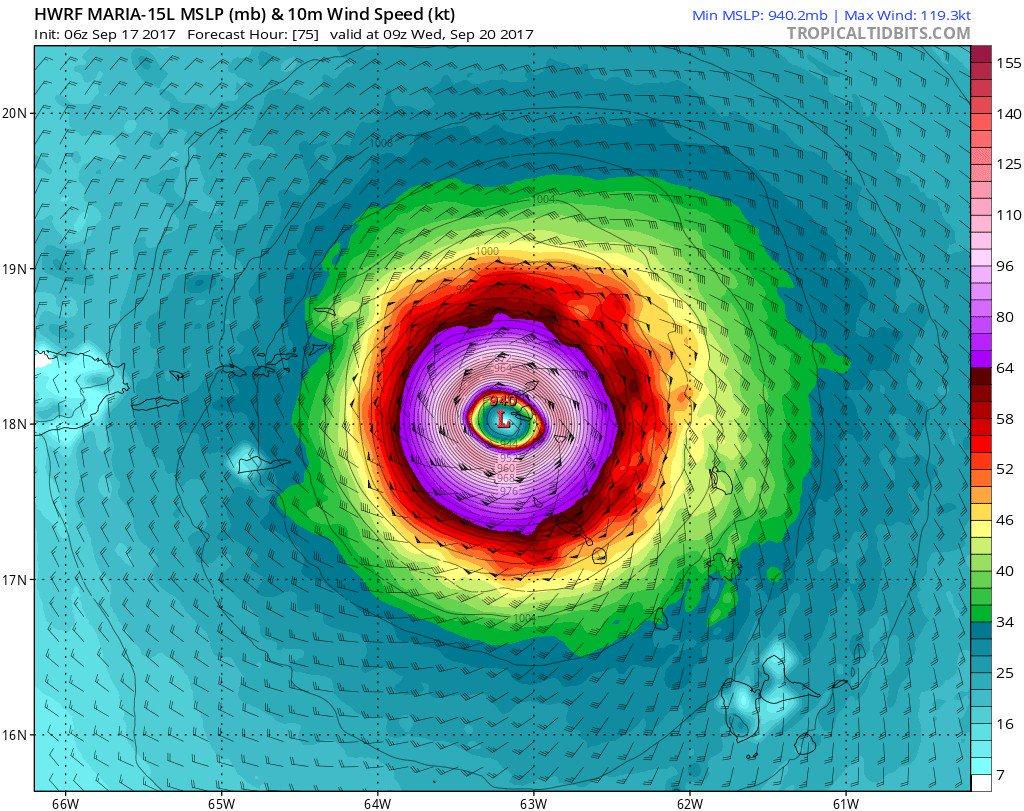 HWRF MARIA-15L MSLP (mb) & 10m Wind Speed (kt)
Min MSLP: 940.2mb | Max Wind: 119.3kt
Init: 06z Sep 17 2017 Forecast Hour: [75] valid at 09z Wed, Sep 20 2017
TROPICALTIDBITS.COM
155
20N
140
1008
125
1004
110
1000
19N
96
80
964
64
940
L
18N
58
960
968
976
52
46
17N
40
1004
34
25
16N
16
7
66W
65W
64W
63W
62W
61W